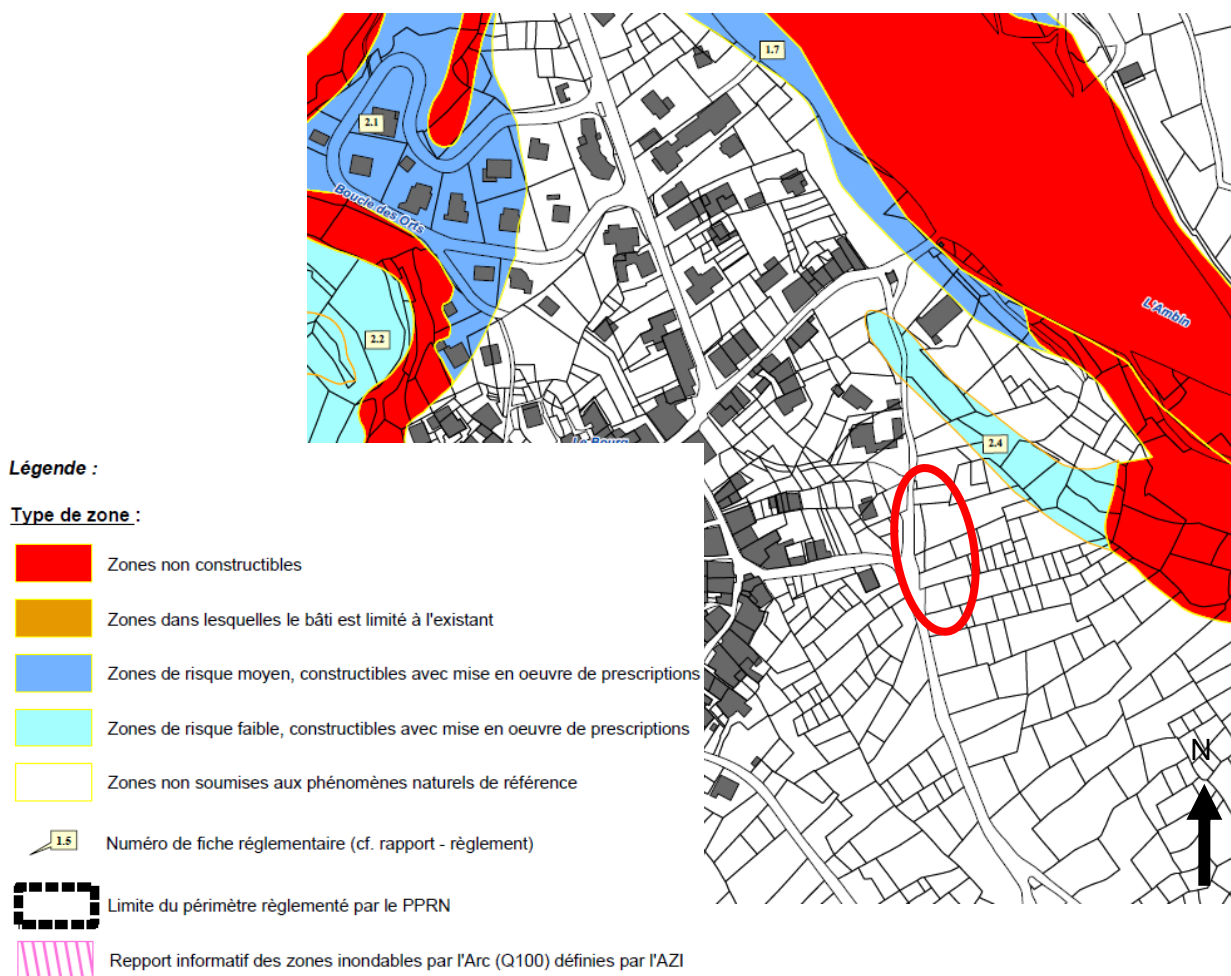 1.7
2.1
Boucle des Orts
L'Ambin
2.2
2.4
Le Bourg
N
Légende :
Type de zone :
Zones non constructibles
Zones dans lesquelles le bâti est limité à l'existant
Zones de risque moyen, constructibles avec mise en oeuvre de prescriptions
Zones de risque faible, constructibles avec mise en oeuvre de prescriptions
Zones non soumises aux phénomènes naturels de référence
1.5 Numéro de fiche réglementaire (cf. rapport - règlement)
Limite du périmètre règlementé par le PPRN
Report informatif des zones inondables par l'Arc (Q100) définies par l'AZI